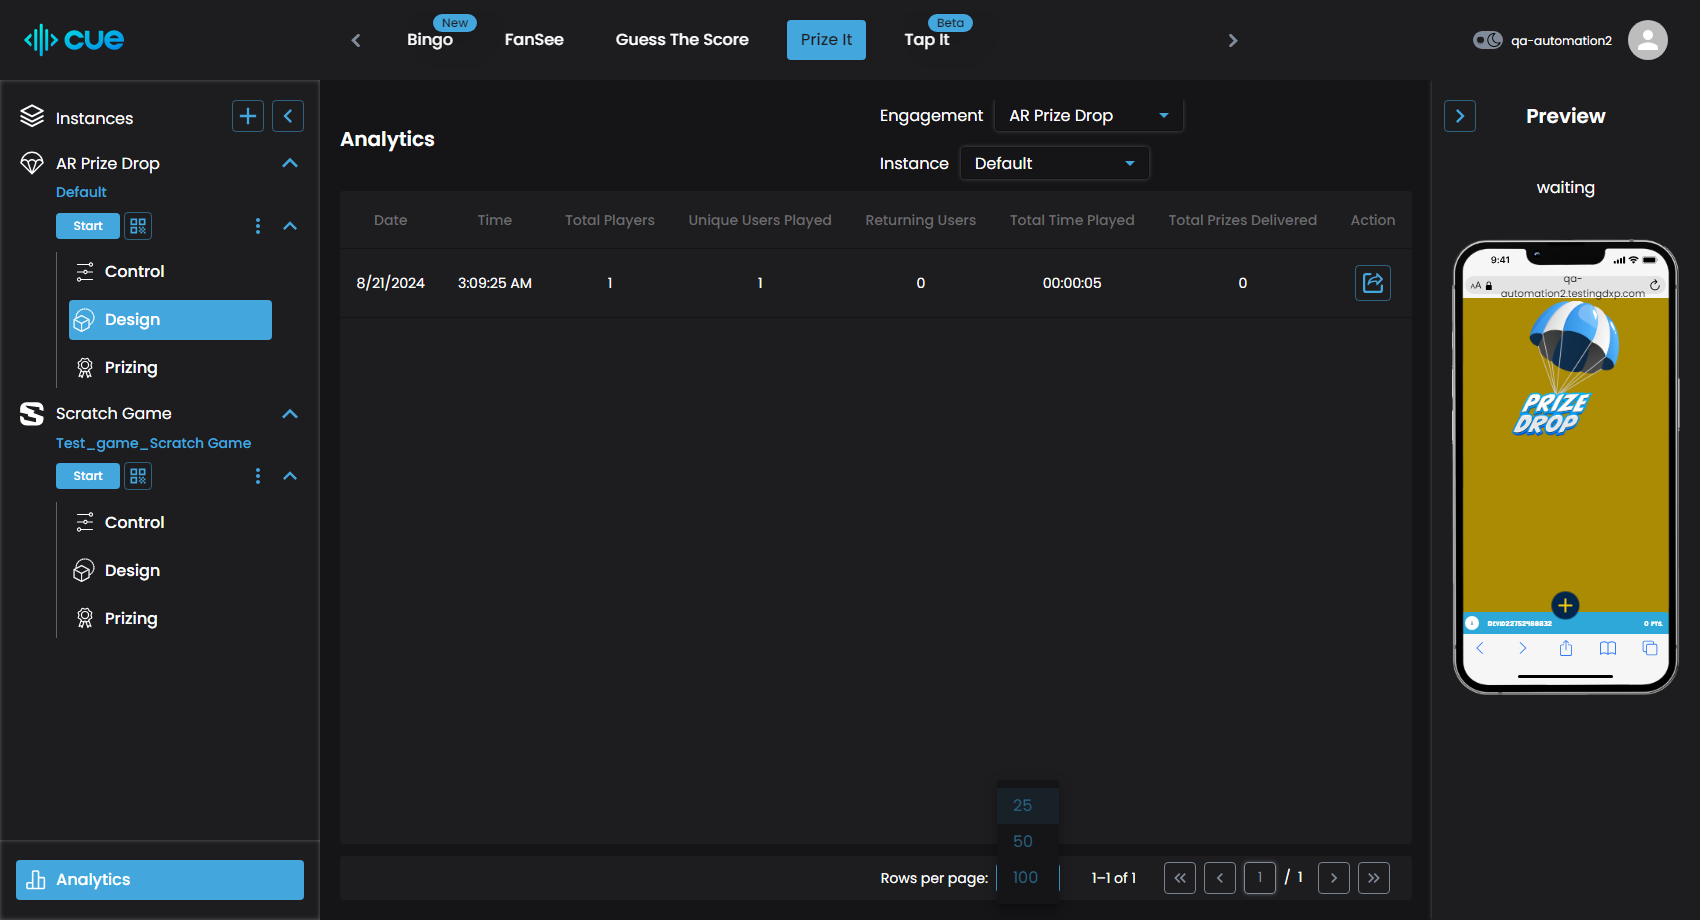 cue
New
Bingo
FanSee
Guess The Score
Prize It
Beta
Tap It
qa-automation2
Instances
AR Prize Drop
Default
Start
Control
Design
Prizing
Scratch Game
Test_game_Scratch Game
Start
Control
Design
Prizing
Analytics
Analytics
Engagement
AR Prize Drop
Instance
Default
Date Time Total Players Unique Users Played Returning Users Total Time Played Total Prizes Delivered Action
8/21/2024 3:09:25 AM 1 1 0 00:00:05 0
25
50
100
Rows per page:
1–1 of 1
1 / 1
Preview
waiting
9:41
AA
qa-
automation2.testingdxp.com
PRIZE
DROP
0 PTS.